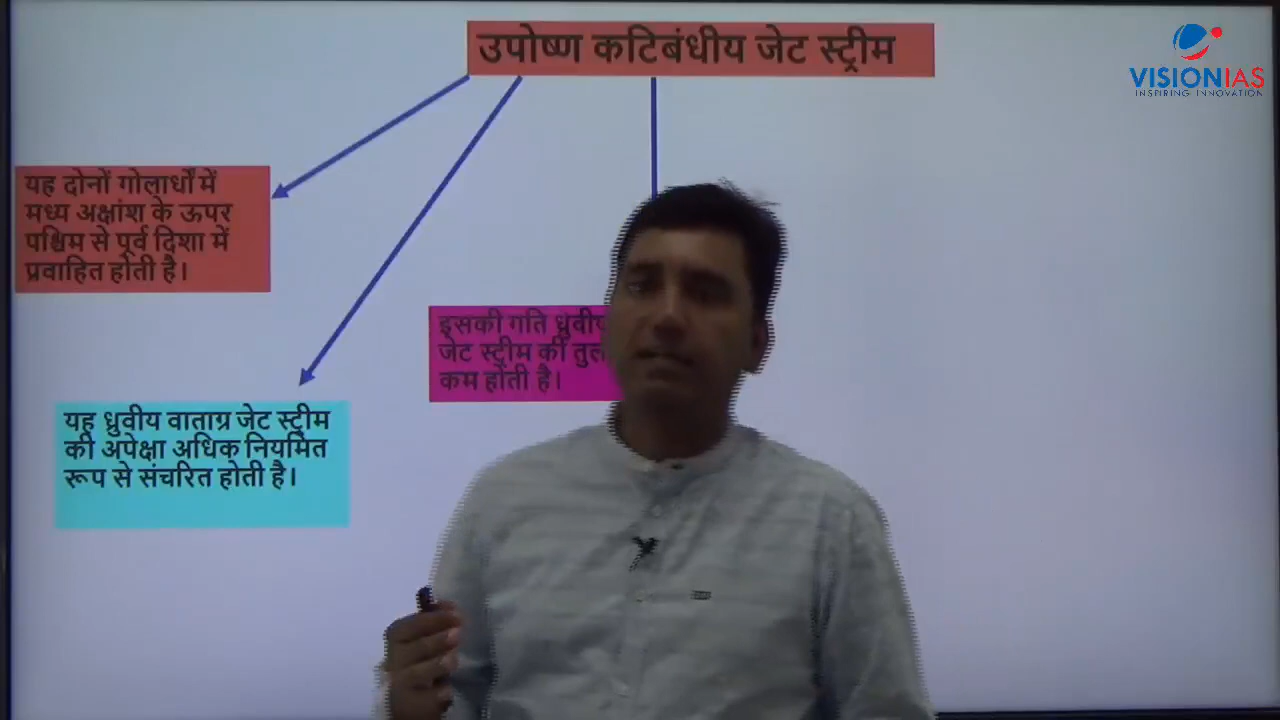 उपोष्ण कटिबंधीय जेट स्ट्रीम
VISIONIAS
INSPIRING INNOVATION
यह दोनों गोलार्धों में
मध्य अक्षांश के ऊपर
पश्चिम से पूर्व दिशा में
प्रवाहित होती है।
इसकी गति
जेट स्ट्रीम की
कम होती है।
यह ध्रुवीय वाताग्र जेट स्ट्रीम
की अपेक्षा अधिक नियमित
रूप से संचरित होती है।